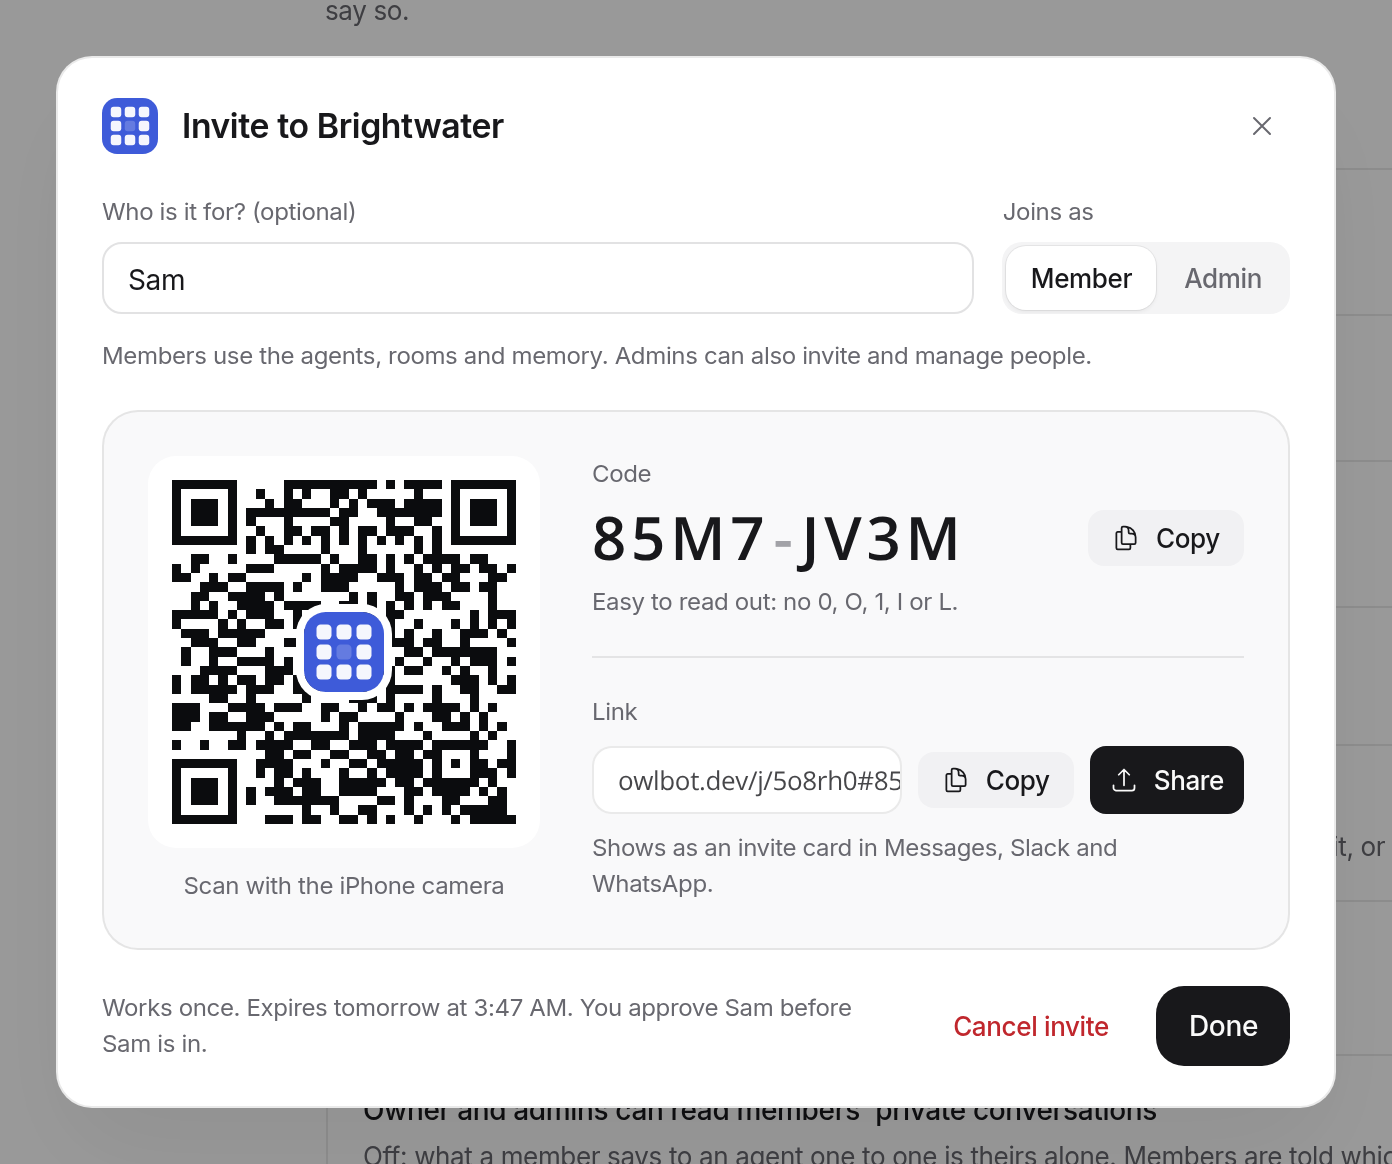 say so.
Invite to Brightwater
Who is it for? (optional)
Joins as
Sam
Member
Admin
Members use the agents, rooms and memory. Admins can also invite and manage people.
Code
85M7-JV3M
Copy
Easy to read out: no 0, O, 1, I or L.
Link
owlbot.dev/j/5o8rh0#85
Copy
Share
Shows as an invite card in Messages, Slack and
WhatsApp.
Scan with the iPhone camera
it, or
Works once. Expires tomorrow at 3:47 AM. You approve Sam before
Sam is in.
Cancel invite
Done
Owner and admins can read members' private conversations
Off: what a member says to an agent one to one is theirs alone. Members are told